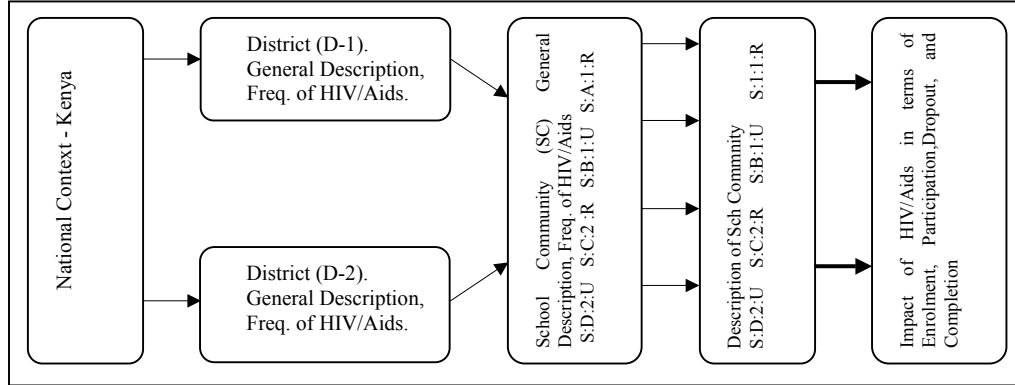 National Context - Kenya
District (D-1).
General Description,
Freq. of HIV/Aids.
District (D-2).
General Description,
Freq. of HIV/Aids.
School Community (SC) General
Description, Freq. of HIV/Aids
S:D:2:U S:C:2 :R S:B:1:U S:A:1:R
Description of Sch Commnity
S:D:2:U S:C:2:R S:B:1:U S:1:1:R
Impact of HIV/Aids in terms of
Enrolment, Participation,Dropout, and
Completion